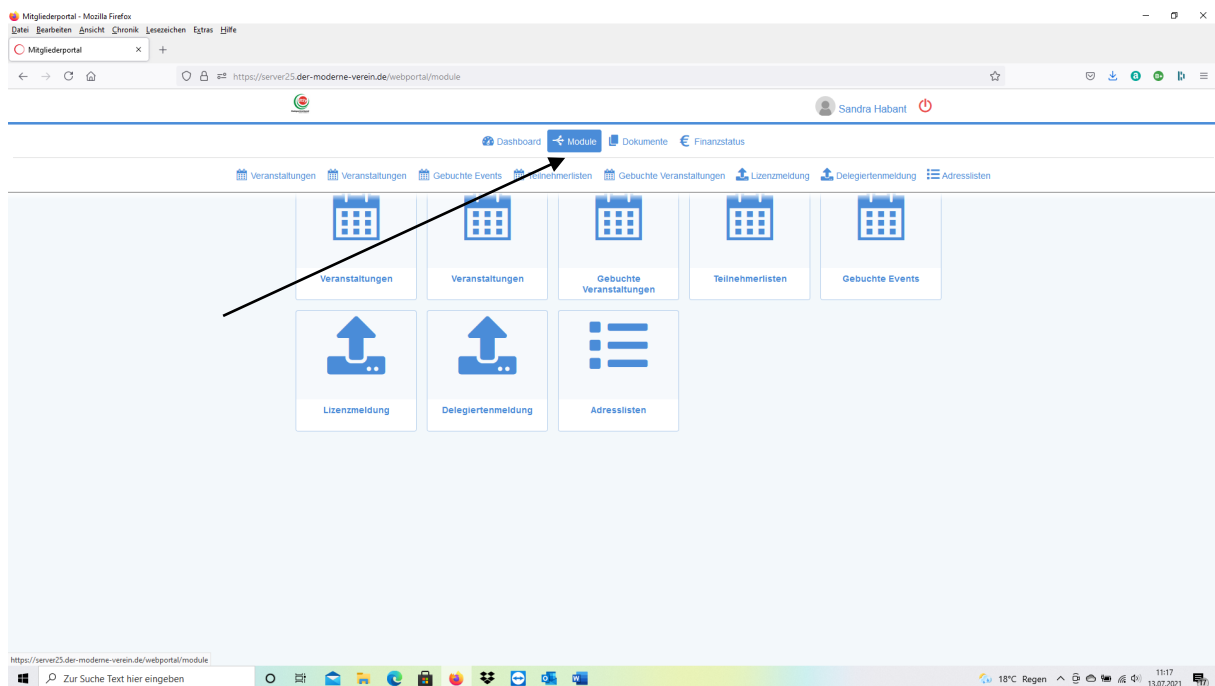 Mitgliederportal - Mozilla Firefox
Datei Bearbeiten Ansicht Chronik Lesezeichen Extras Hilfe
Mitgliederportal
https://server25.der-moderne-verein.de/webportal/module
Sandra Habant
Dashboard Module Dokumente Finanzstatus
Veranstaltungen Veranstaltungen Gebuchte Events Teilnehmerlisten Gebuchte Veranstaltungen Lizenzmeldung Delegiertenmeldung Adresslisten
Veranstaltungen
Veranstaltungen
Gebuchte
Veranstaltungen
Teilnehmerlisten
Gebuchte Events
Lizenzmeldung
Delegiertenmeldung
Adresslisten
https://server25.der-moderne-verein.de/webportal/module
Zur Suche Text hier eingeben
18°C Regen
11:17
13.07.2021